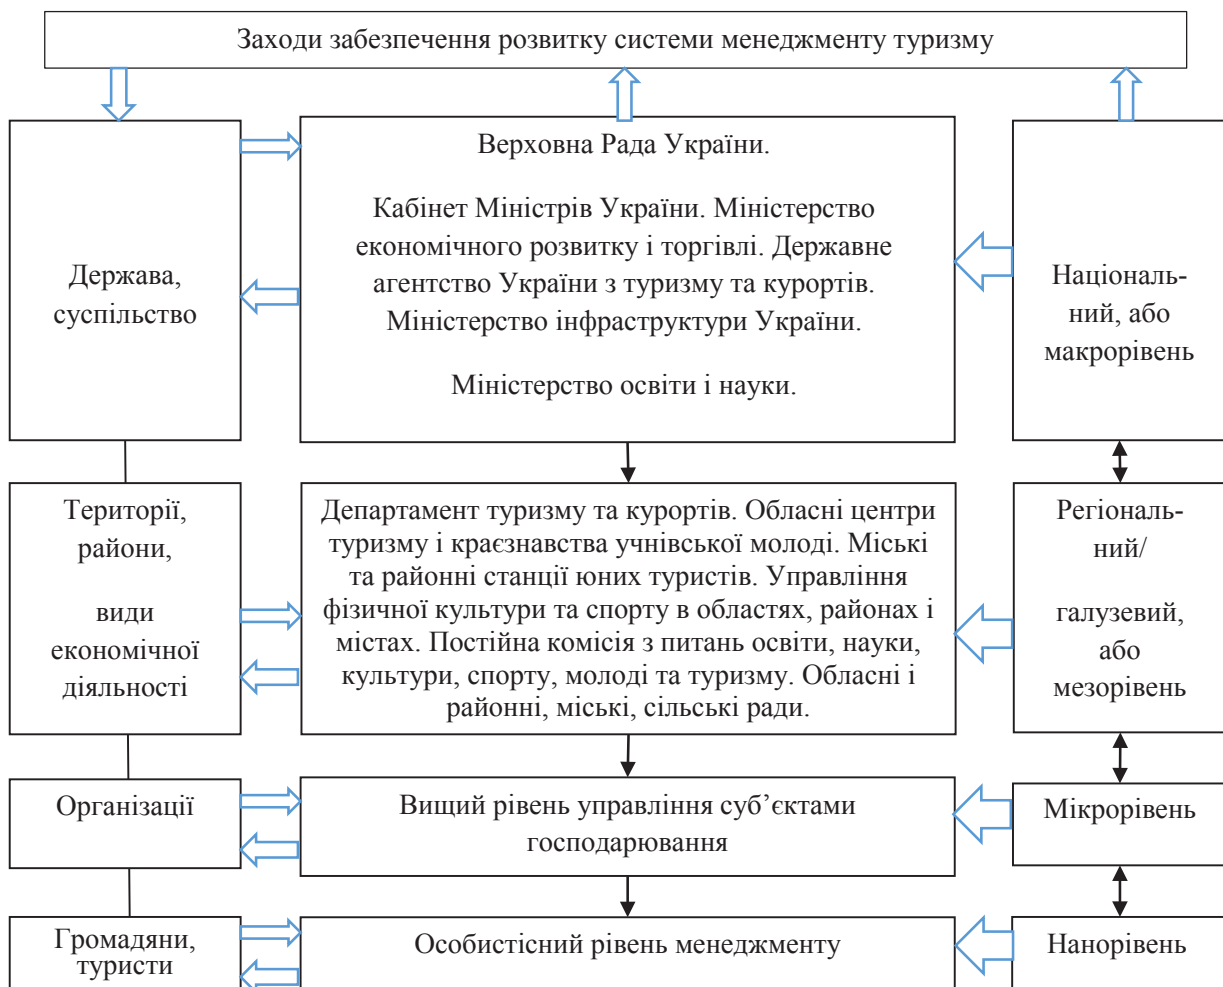 Заходи забезпечення розвитку системи менеджменту туризму
Держава,
суспільство
Верховна Рада України.
Кабінет Міністрів України. Міністерство
економічного розвитку і торгівлі. Державне
агентство України з туризму та курортів.
Міністерство інфраструктури України.
Міністерство освіти і науки.
Національ-
ний, або
макрорівень
Території,
райони,
види
економічної
діяльності
Департамент туризму та курортів. Обласні центри
туризму і краєзнавства учнівської молоді. Міські
та районні станції юних туристів. Управління
фізичної культури та спорту в областях, районах і
містах. Постійна комісія з питань освіти, науки,
культури, спорту, молоді та туризму. Обласні і
районні, міські, сільські ради.
Регіональ-
ний/
галузевий,
або
мезорівень
Організації
Вищий рівень управління суб’єктами
господарювання
Мікрорівень
Громадяни,
туристи
Особистісний рівень менеджменту
Нанорівень